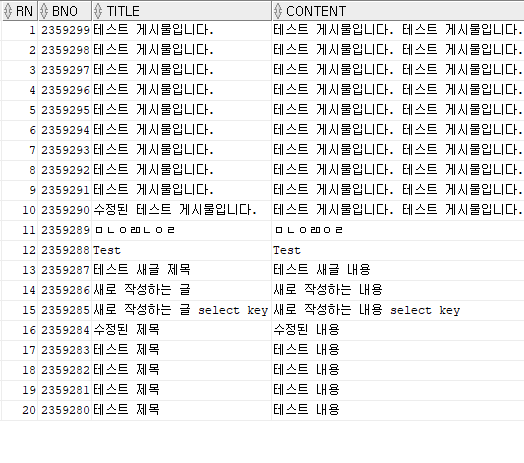 RN BNO TITLE CONTENT
1 2359299 테스트 게시물입니다. 테스트 게시물입니다. 테스트 게시물입니다.
2 2359298 테스트 게시물입니다. 테스트 게시물입니다. 테스트 게시물입니다.
3 2359297 테스트 게시물입니다. 테스트 게시물입니다. 테스트 게시물입니다.
4 2359296 테스트 게시물입니다. 테스트 게시물입니다. 테스트 게시물입니다.
5 2359295 테스트 게시물입니다. 테스트 게시물입니다. 테스트 게시물입니다.
6 2359294 테스트 게시물입니다. 테스트 게시물입니다. 테스트 게시물입니다.
7 2359293 테스트 게시물입니다. 테스트 게시물입니다. 테스트 게시물입니다.
8 2359292 테스트 게시물입니다. 테스트 게시물입니다. 테스트 게시물입니다.
9 2359291 테스트 게시물입니다. 테스트 게시물입니다. 테스트 게시물입니다.
10 2359290 수정된 테스트 게시물입니다. 테스트 게시물입니다. 테스트 게시물입니다.
11 2359289
12 2359288 Test Test
13 2359287 테스트 새글 제목 테스트 새글 내용
14 2359286 새로 작성하는 글 새로 작성하는 내용
15 2359285 새로 작성하는 글 select key 새로 작성하는 내용 select key
16 2359284 수정된 제목 수정된 내용
17 2359283 테스트 제목 테스트 내용
18 2359282 테스트 제목 테스트 내용
19 2359281 테스트 제목 테스트 내용
20 2359280 테스트 제목 테스트 내용